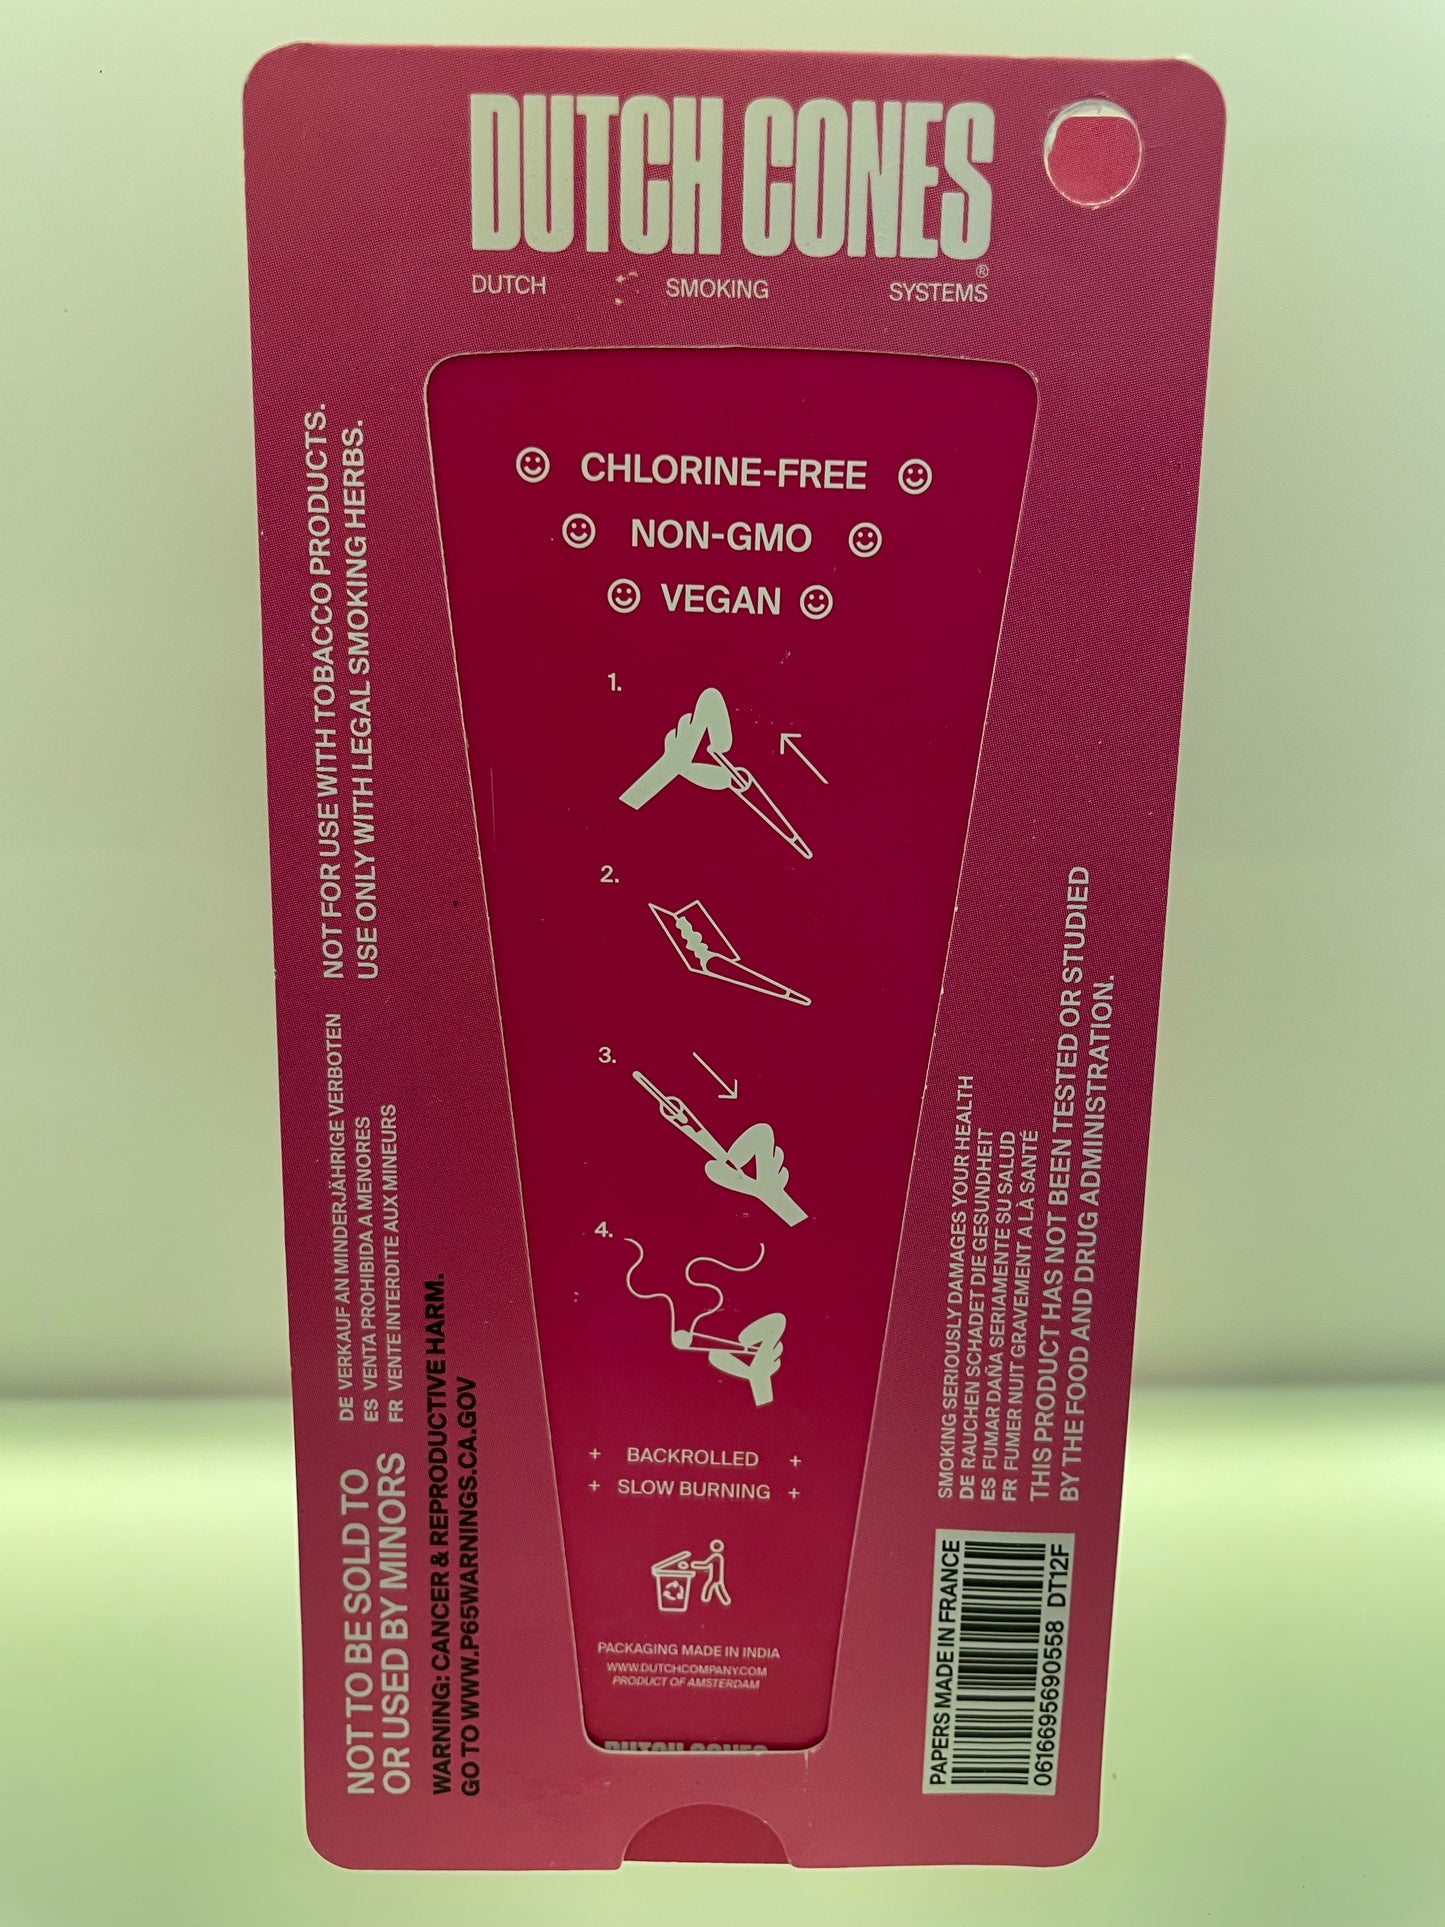 DUTCH CONES
®
DUTCH SMOKING SYSTEMS
CHLORINE-FREE
NON-GMO
VEGAN
1.
2.
3.
4.
+ BACKROLLED +
+ SLOW BURNING +
PACKAGING MADE IN INDIA
WWW.DUTCHCOMPANY.COM
PRODUCT OF AMSTERDAM
DUTCH CONES
NOT FOR USE WITH TOBACCO PRODUCTS.
USE ONLY WITH LEGAL SMOKING HERBS.
DE VERKAUF AN MINDERJÄHRIGE VERBOTEN
ES VENTA PROHIBIDA A MENORES
FR VENTE INTERDITE AUX MINEURS
NOT TO BE SOLD TO
OR USED BY MINORS
WARNING: CANCER & REPRODUCTIVE HARM.
GO TO WWW.P65WARNINGS.CA.GOV
SMOKING SERIOUSLY DAMAGES YOUR HEALTH
DE RAUCHEN SCHADET DIE GESUNDHEIT
ES FUMAR DAÑA SERIAMENTE SU SALUD
FR FUMER NUIT GRAVEMENT A LÀ SANTÉ
THIS PRODUCT HAS NOT BEEN TESTED OR STUDIED
BY THE FOOD AND DRUG ADMINISTRATION.
PAPERS MADE IN FRANCE
0616695690558 DT12F